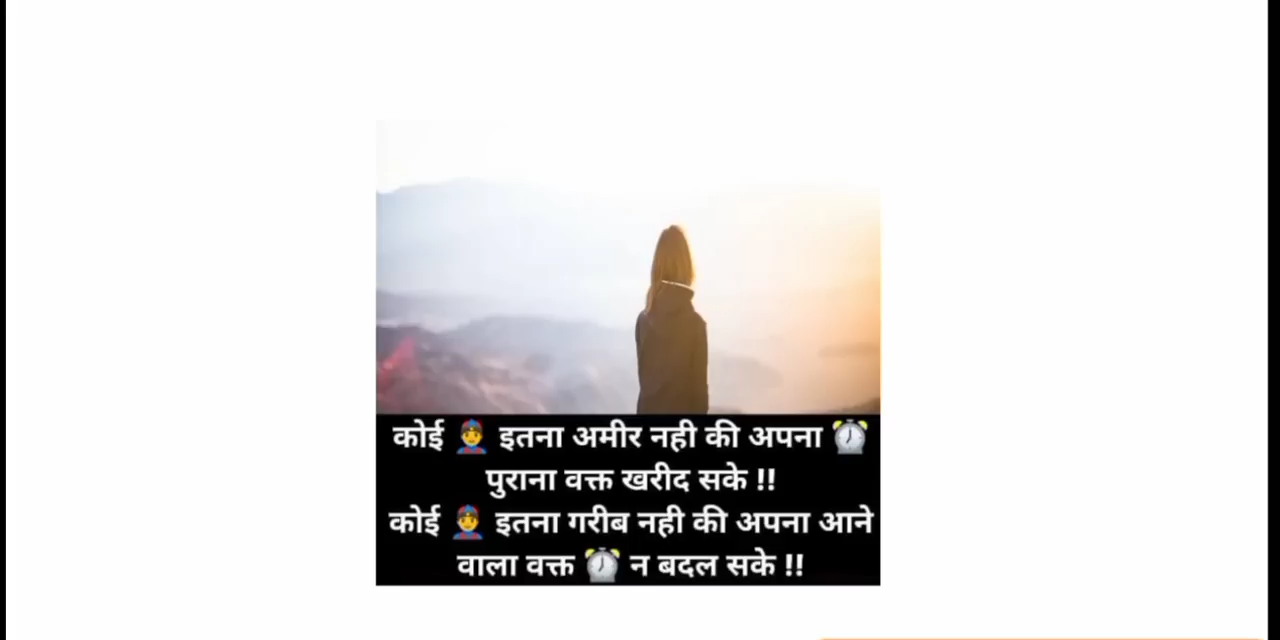 कोई 👲 इतना अमीर नही की अपना ⏰
पुराना वक्त खरीद सके !!
कोई 👲 इतना गरीब नही की अपना आने
वाला वक्त ⏰ न बदल सके !!